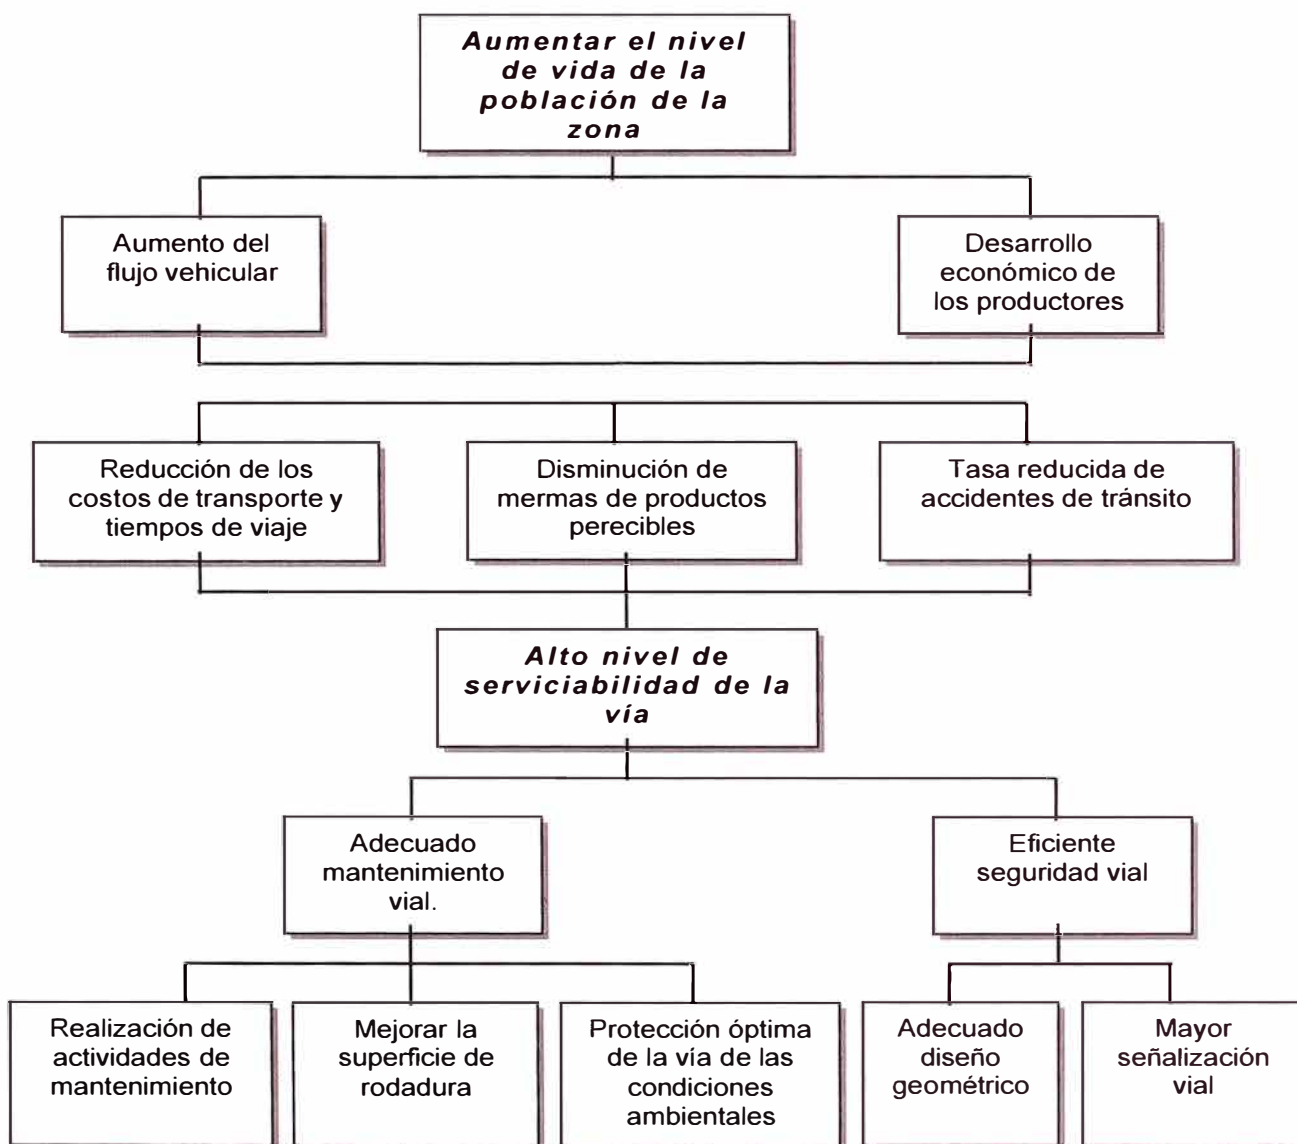 Aumentar el nivel
de vida de la
población de la
zona
Aumento del
flujo vehicular
Desarrollo
económico de
los productores
Reducción de los
costos de transporte y
tiempos de viaje
Disminución de
mermas de productos
perecibles
Tasa reducida de
accidentes de tránsito
Alto nivel de
serviciabilidad de la
vía
Adecuado
mantenimiento
vial.
Eficiente
seguridad vial
Realización de
actividades de
mantenimiento
Mejorar la
superficie de
rodadura
Protección óptima
de la vía de las
condiciones
ambientales
Adecuado
diseño
geométrico
Mayor
señalización
vial